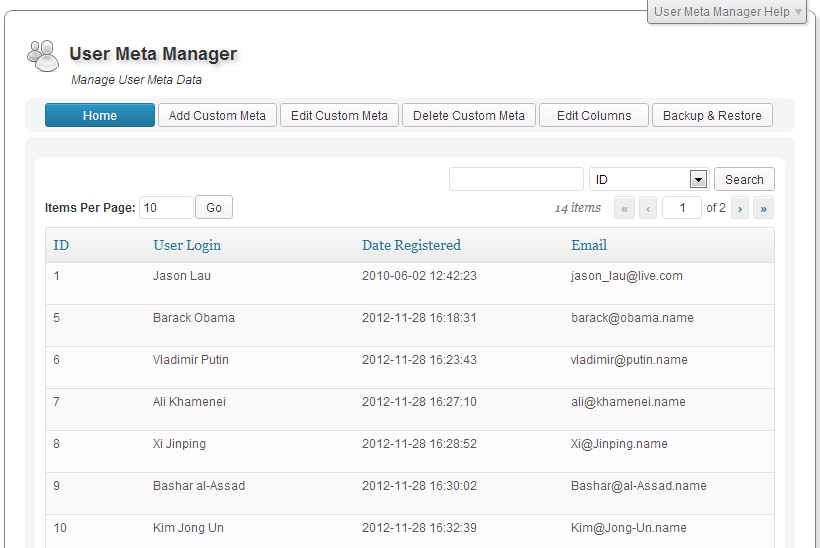 User Meta Manager Help ▼
User Meta Manager
Manage User Meta Data
Home Add Custom Meta Edit Custom Meta Delete Custom Meta Edit Columns Backup & Restore
ID Search
Items Per Page: 10 Go 14 items « ‹ 1 of 2 › »
ID User Login Date Registered Email
1 Jason Lau 2010-06-02 12:42:23 jason_lau@live.com
5 Barack Obama 2012-11-28 16:18:31 barack@obama.name
6 Vladimir Putin 2012-11-28 16:23:43 vladimir@putin.name
7 Ali Khamenei 2012-11-28 16:27:10 ali@khamenei.name
8 Xi Jinping 2012-11-28 16:28:52 Xi@Jinping.name
9 Bashar al-Assad 2012-11-28 16:30:02 Bashar@al-Assad.name
10 Kim Jong Un 2012-11-28 16:32:39 Kim@Jong-Un.name